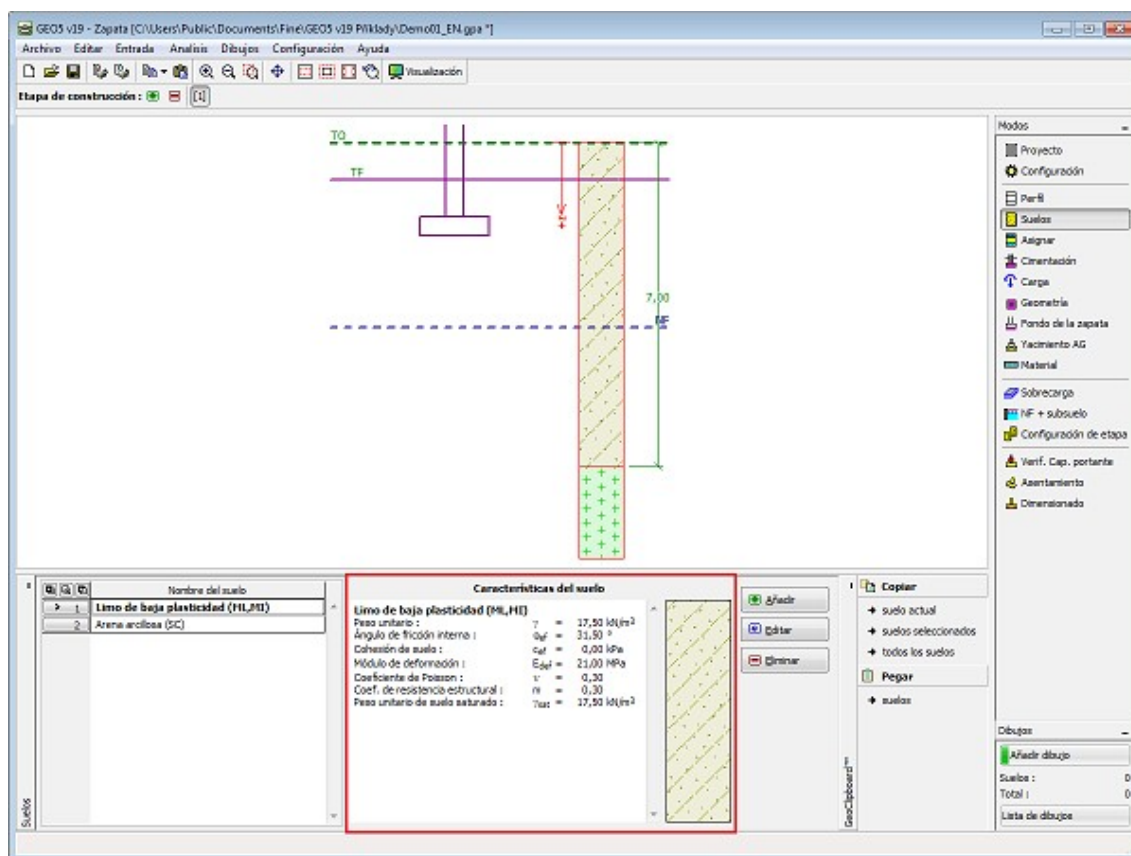 GEO5 v19 - Zapata [C:\Users\Public\Documents\Fine\GEO5 v19 Příklady\Demo01_EN.gpa *]
Archivo Editar Entrada Analisis Dibujos Configuración Ayuda
Visualización
Etapa de construcción : [1]
TO
TF
+z
7,00
NF
Modos
Proyecto
Configuración
Perfil
Suelos
Asignar
Cimentación
Carga
Geometría
Fondo de la zapata
Yacimiento AG
Material
Sobrecarga
NF + subsuelo
Configuración de etapa
Verif. Cap. portante
Asentamiento
Dimensionado
Suelos
Nombre del suelo
1 Limo de baja plasticidad (ML,MI)
2 Arena arcillosa (SC)
Características del suelo
Limo de baja plasticidad (ML,MI)
Peso unitario : γ = 17,50 kN/m³
Ángulo de fricción interna : φef = 31,50 °
Cohesión de suelo : cef = 0,00 kPa
Módulo de deformación : Edef = 21,00 MPa
Coeficiente de Poisson : ν = 0,30
Coef. de resistencia estructural : m = 0,30
Peso unitario de suelo saturado : γsat = 17,50 kN/m³
Añadir
Editar
Eliminar
GeoClipboard™
Copiar
suelo actual
suelos seleccionados
todos los suelos
Pegar
suelos
Dibujos
Añadir dibujo
Suelos : 0
Total : 0
Lista de dibujos